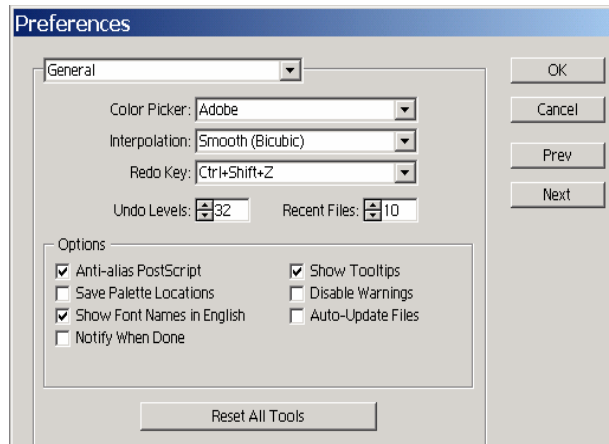 Preferences
General
OK
Color Picker: Adobe
Cancel
Interpolation: Smooth (Bicubic)
Prev
Redo Key: Ctrl+Shift+Z
Next
Undo Levels: 32 Recent Files: 10
Options
Anti-alias PostScript Show Tooltips
Save Palette Locations Disable Warnings
Show Font Names in English Auto-Update Files
Notify When Done
Reset All Tools